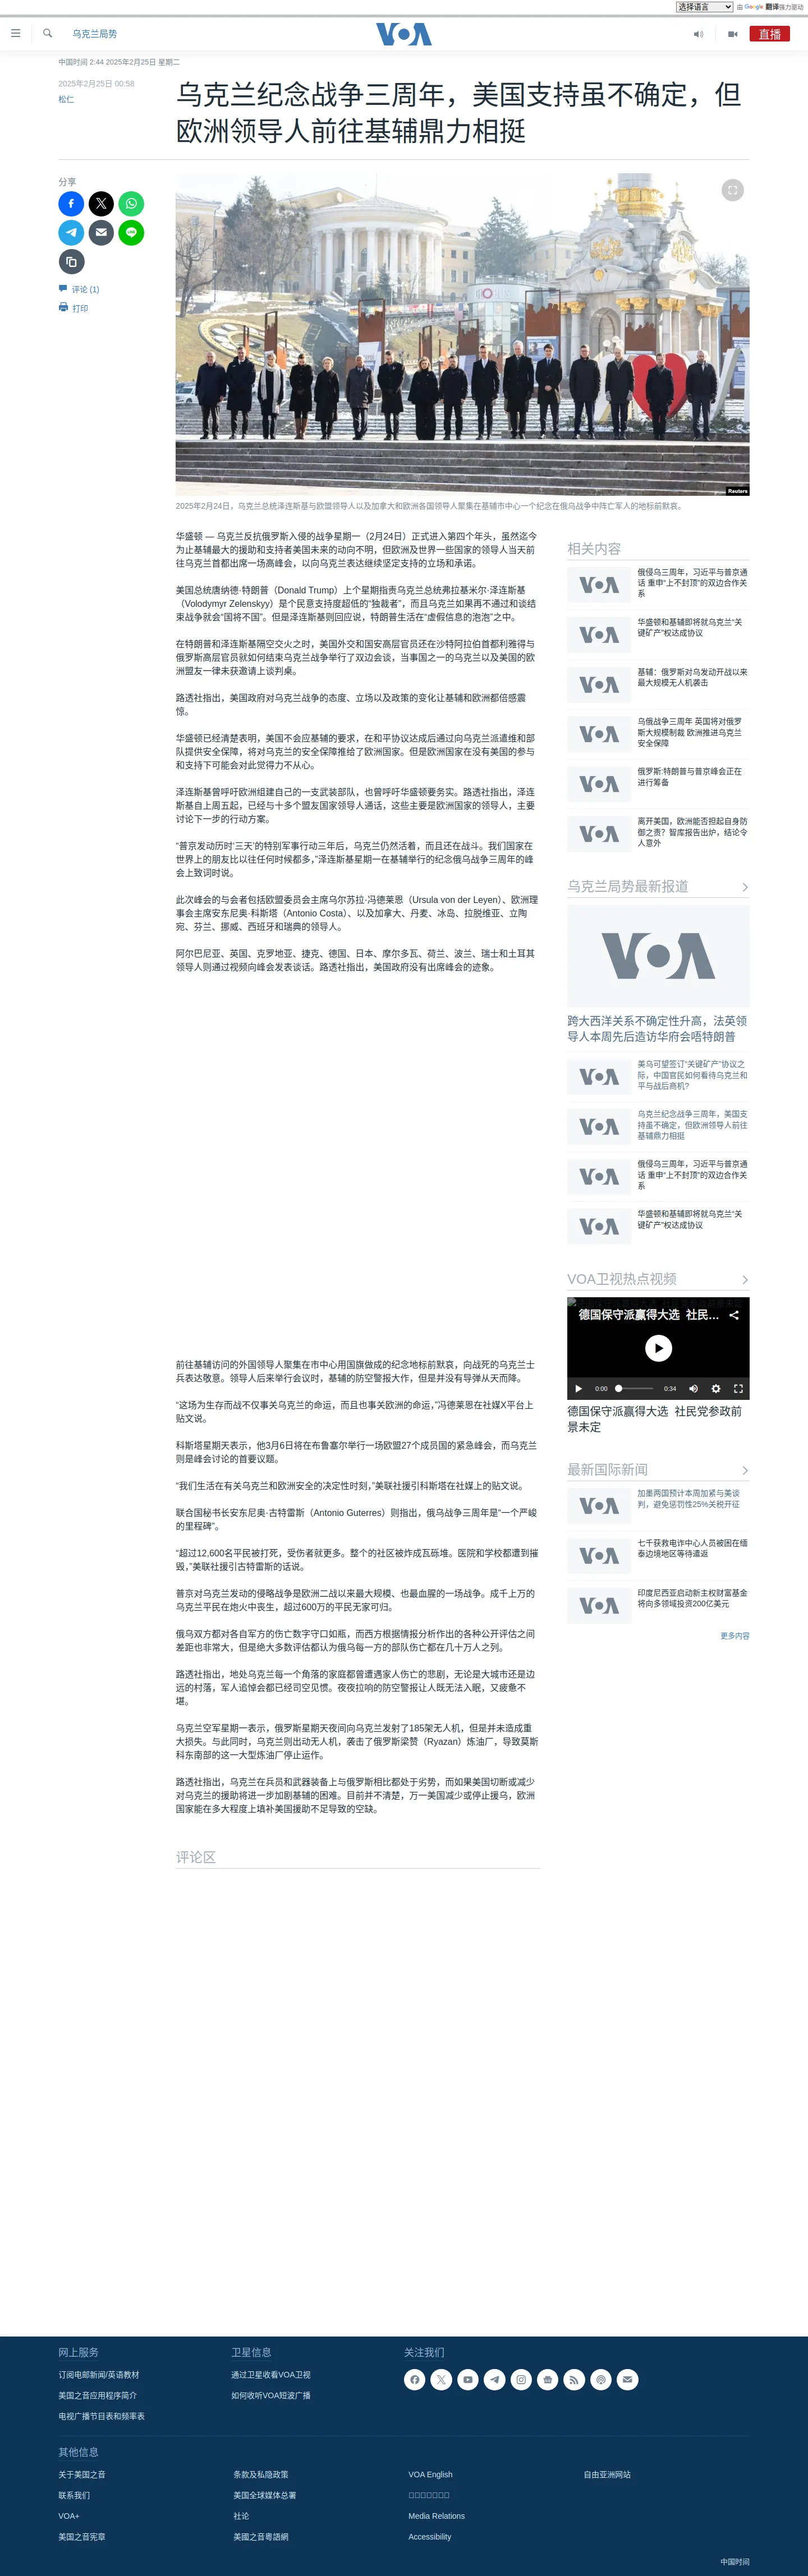 选择语言
由 Google 翻译强力驱动
乌克兰局势
VOA
直播
中国时间 2:44 2025年2月25日 星期二
2025年2月25日 00:58
松仁
乌克兰纪念战争三周年，美国支持虽不确定，但
欧洲领导人前往基辅鼎力相挺
分享
评论 (1)
打印
Reuters
2025年2月24日，乌克兰总统泽连斯基与欧盟领导人以及加拿大和欧洲各国领导人聚集在基辅市中心一个纪念在俄乌战争中阵亡军人的地标前默哀。
华盛顿 — 乌克兰反抗俄罗斯入侵的战争星期一（2月24日）正式进入第四个年头，虽然迄今
为止基辅最大的援助和支持者美国未来的动向不明，但欧洲及世界一些国家的领导人当天前
往乌克兰首都出席一场高峰会，以向乌克兰表达继续坚定支持的立场和承诺。
美国总统唐纳德·特朗普（Donald Trump）上个星期指责乌克兰总统弗拉基米尔·泽连斯基
（Volodymyr Zelenskyy）是个民意支持度超低的“独裁者”，而且乌克兰如果再不通过和谈结
束战争就会“国将不国”。但是泽连斯基则回应说，特朗普生活在“虚假信息的泡泡”之中。
在特朗普和泽连斯基隔空交火之时，美国外交和国安高层官员还在沙特阿拉伯首都利雅得与
俄罗斯高层官员就如何结束乌克兰战争举行了双边会谈，当事国之一的乌克兰以及美国的欧
洲盟友一律未获邀请上谈判桌。
路透社指出，美国政府对乌克兰战争的态度、立场以及政策的变化让基辅和欧洲都倍感震
惊。
华盛顿已经清楚表明，美国不会应基辅的要求，在和平协议达成后通过向乌克兰派遣维和部
队提供安全保障，将对乌克兰的安全保障推给了欧洲国家。但是欧洲国家在没有美国的参与
和支持下可能会对此觉得力不从心。
泽连斯基曾呼吁欧洲组建自己的一支武装部队，也曾呼吁华盛顿要务实。路透社指出，泽连
斯基自上周五起，已经与十多个盟友国家领导人通话，这些主要是欧洲国家的领导人，主要
讨论下一步的行动方案。
“普京发动历时‘三天’的特别军事行动三年后，乌克兰仍然活着，而且还在战斗。我们国家在
世界上的朋友比以往任何时候都多，”泽连斯基星期一在基辅举行的纪念俄乌战争三周年的峰
会上致词时说。
此次峰会的与会者包括欧盟委员会主席乌尔苏拉·冯德莱恩（Ursula von der Leyen）、欧洲理
事会主席安东尼奥·科斯塔（Antonio Costa）、以及加拿大、丹麦、冰岛、拉脱维亚、立陶
宛、芬兰、挪威、西班牙和瑞典的领导人。
阿尔巴尼亚、英国、克罗地亚、捷克、德国、日本、摩尔多瓦、荷兰、波兰、瑞士和土耳其
领导人则通过视频向峰会发表谈话。路透社指出，美国政府没有出席峰会的迹象。
前往基辅访问的外国领导人聚集在市中心用国旗做成的纪念地标前默哀，向战死的乌克兰士
兵表达敬意。领导人后来举行会议时，基辅的防空警报大作，但是并没有导弹从天而降。
“这场为生存而战不仅事关乌克兰的命运，而且也事关欧洲的命运，”冯德莱恩在社媒X平台上
贴文说。
科斯塔星期天表示，他3月6日将在布鲁塞尔举行一场欧盟27个成员国的紧急峰会，而乌克兰
则是峰会讨论的首要议题。
“我们生活在有关乌克兰和欧洲安全的决定性时刻，”美联社援引科斯塔在社媒上的贴文说。
联合国秘书长安东尼奥·古特雷斯（Antonio Guterres）则指出，俄乌战争三周年是“一个严峻
的里程碑”。
“超过12,600名平民被打死，受伤者就更多。整个的社区被炸成瓦砾堆。医院和学校都遭到摧
毁，”美联社援引古特雷斯的话说。
普京对乌克兰发动的侵略战争是欧洲二战以来最大规模、也最血腥的一场战争。成千上万的
乌克兰平民在炮火中丧生，超过600万的平民无家可归。
俄乌双方都对各自军方的伤亡数字守口如瓶，而西方根据情报分析作出的各种公开评估之间
差距也非常大，但是绝大多数评估都认为俄乌每一方的部队伤亡都在几十万人之列。
路透社指出，地处乌克兰每一个角落的家庭都曾遭遇家人伤亡的悲剧，无论是大城市还是边
远的村落，军人追悼会都已经司空见惯。夜夜拉响的防空警报让人既无法入眠，又疲惫不
堪。
乌克兰空军星期一表示，俄罗斯星期天夜间向乌克兰发射了185架无人机，但是并未造成重
大损失。与此同时，乌克兰则出动无人机，袭击了俄罗斯梁赞（Ryazan）炼油厂，导致莫斯
科东南部的这一大型炼油厂停止运作。
路透社指出，乌克兰在兵员和武器装备上与俄罗斯相比都处于劣势，而如果美国切断或减少
对乌克兰的援助将进一步加剧基辅的困难。目前并不清楚，万一美国减少或停止援乌，欧洲
国家能在多大程度上填补美国援助不足导致的空缺。
评论区
相关内容
VOA
俄侵乌三周年，习近平与普京通
话 重申“上不封顶”的双边合作关
系
VOA
华盛顿和基辅即将就乌克兰“关
键矿产”权达成协议
VOA
基辅：俄罗斯对乌发动开战以来
最大规模无人机袭击
VOA
乌俄战争三周年 英国将对俄罗
斯大规模制裁 欧洲推进乌克兰
安全保障
VOA
俄罗斯:特朗普与普京峰会正在
进行筹备
VOA
离开美国，欧洲能否担起自身防
御之责？智库报告出炉，结论令
人意外
乌克兰局势最新报道
VOA
跨大西洋关系不确定性升高，法英领
导人本周先后造访华府会唔特朗普
VOA
美乌可望签订“关键矿产”协议之
际，中国官民如何看待乌克兰和
平与战后商机?
VOA
乌克兰纪念战争三周年，美国支
持虽不确定，但欧洲领导人前往
基辅鼎力相挺
VOA
俄侵乌三周年，习近平与普京通
话 重申“上不封顶”的双边合作关
系
VOA
华盛顿和基辅即将就乌克兰“关
键矿产”权达成协议
VOA卫视热点视频
德国保守派赢得大选 社民…
0:00 0:34
德国保守派赢得大选 社民党参政前
景未定
最新国际新闻
VOA
加墨两国预计本周加紧与美谈
判，避免惩罚性25%关税开征
VOA
七千获救电诈中心人员被困在缅
泰边境地区等待遣返
VOA
印度尼西亚启动新主权财富基金
将向多领域投资200亿美元
更多内容
网上服务
订阅电邮新闻/英语教材
美国之音应用程序简介
电视广播节目表和频率表
卫星信息
通过卫星收看VOA卫视
如何收听VOA短波广播
关注我们
其他信息
关于美国之音
联系我们
VOA+
美国之音宪章
条款及私隐政策
美国全球媒体总署
社论
美國之音粵語網
VOA English
Media Relations
Accessibility
自由亚洲网站
中国时间